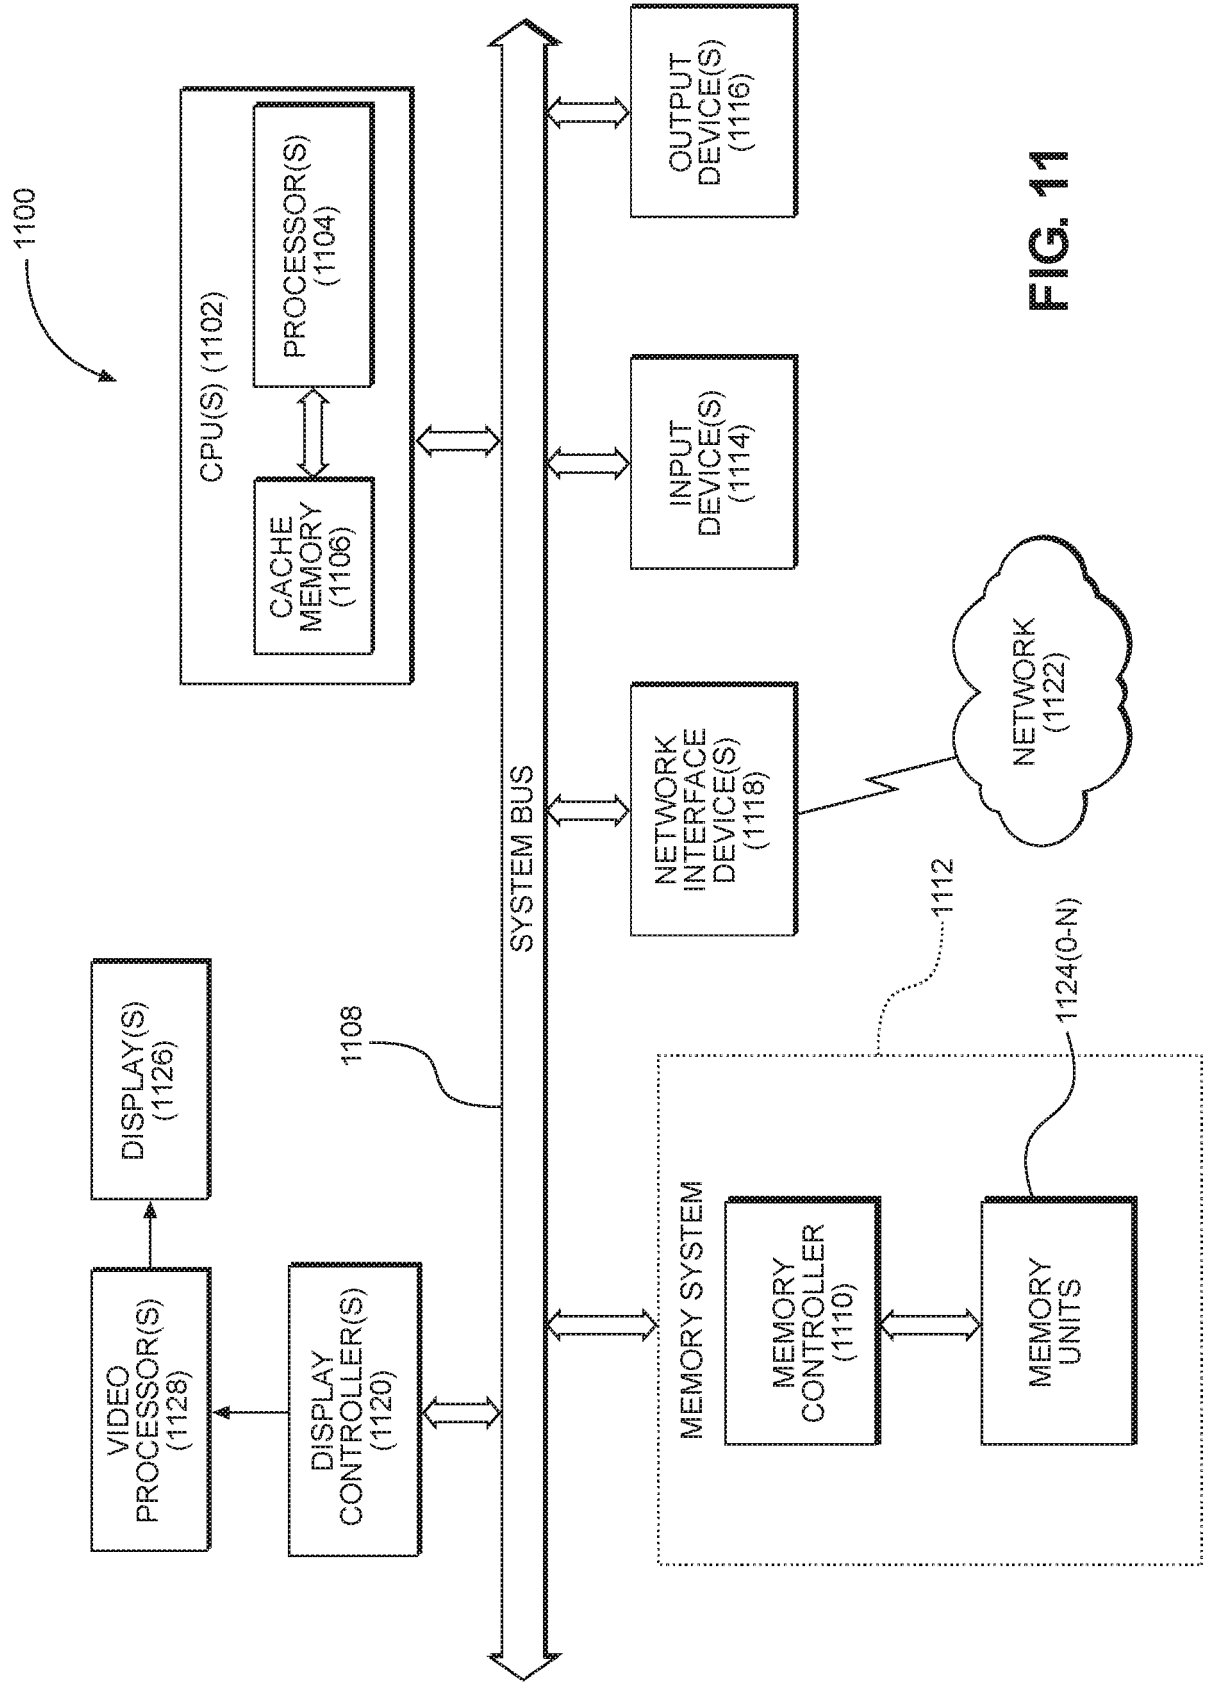 1100
CPU(S) (1102)
CACHE
MEMORY
(1106)
PROCESSOR(S)
(1104)
VIDEO
PROCESSOR(S)
(1128)
DISPLAY(S)
(1126)
DISPLAY
CONTROLLER(S)
(1120)
1108
SYSTEM BUS
MEMORY SYSTEM
MEMORY
CONTROLLER
(1110)
MEMORY
UNITS
1112
1124(0-N)
NETWORK
INTERFACE
DEVICE(S)
(1118)
NETWORK
(1122)
INPUT
DEVICE(S)
(1114)
OUTPUT
DEVICE(S)
(1116)
FIG. 11